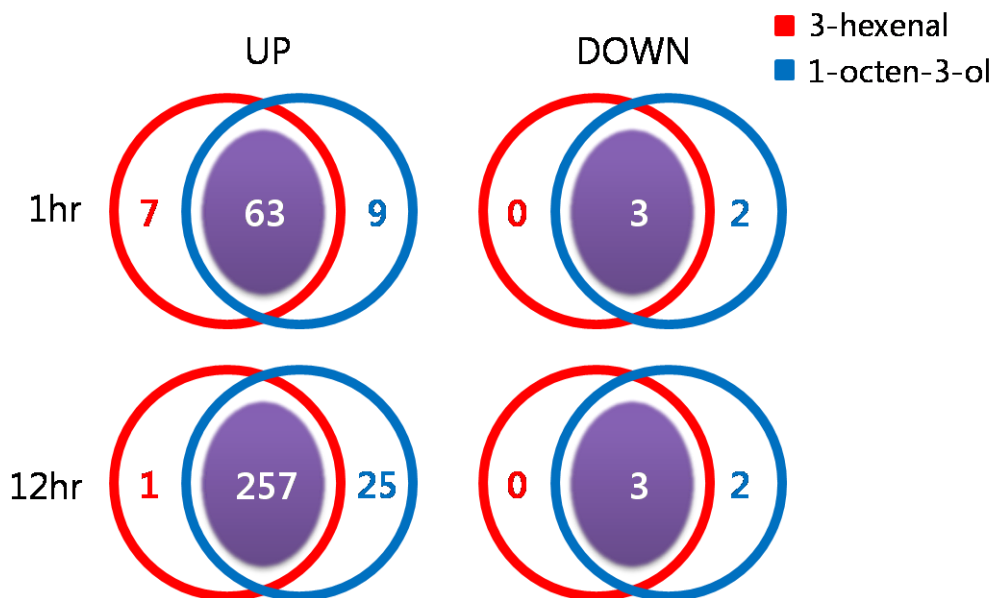 3-hexenal
1-octen-3-ol
UP DOWN
1hr 7 63 9 0 3 2
12hr 1 257 25 0 3 2